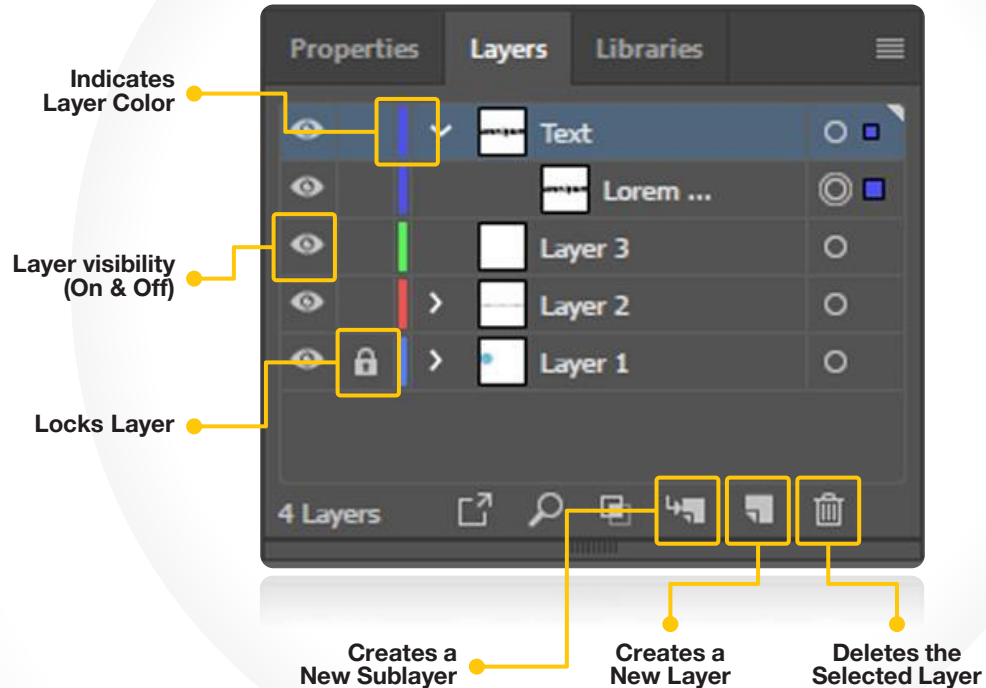 Properties Layers Libraries
Indicates
Layer Color
Text
Lorem ...
Layer visibility
(On & Off)
Layer 3
Layer 2
Layer 1
Locks Layer
4 Layers
Creates a
New Sublayer
Creates a
New Layer
Deletes the
Selected Layer